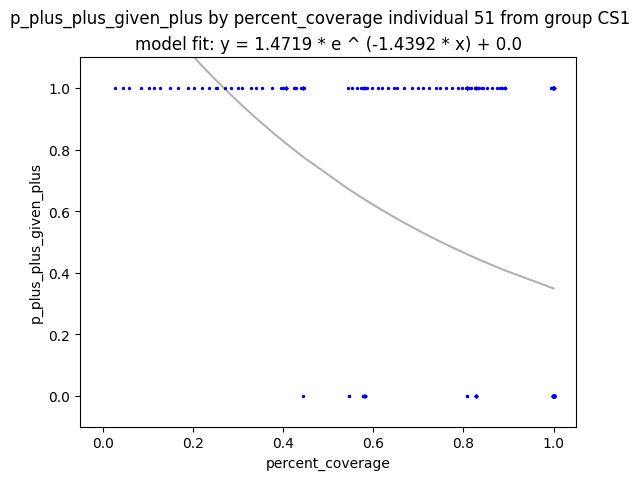 p_plus_plus_given_plus by percent_coverage individual 51 from group CS1
model fit: y = 1.4719 * e ^ (-1.4392 * x) + 0.0
1.0
0.8
0.6
0.4
0.2
0.0
p_plus_plus_given_plus
0.0 0.2 0.4 0.6 0.8 1.0
percent_coverage